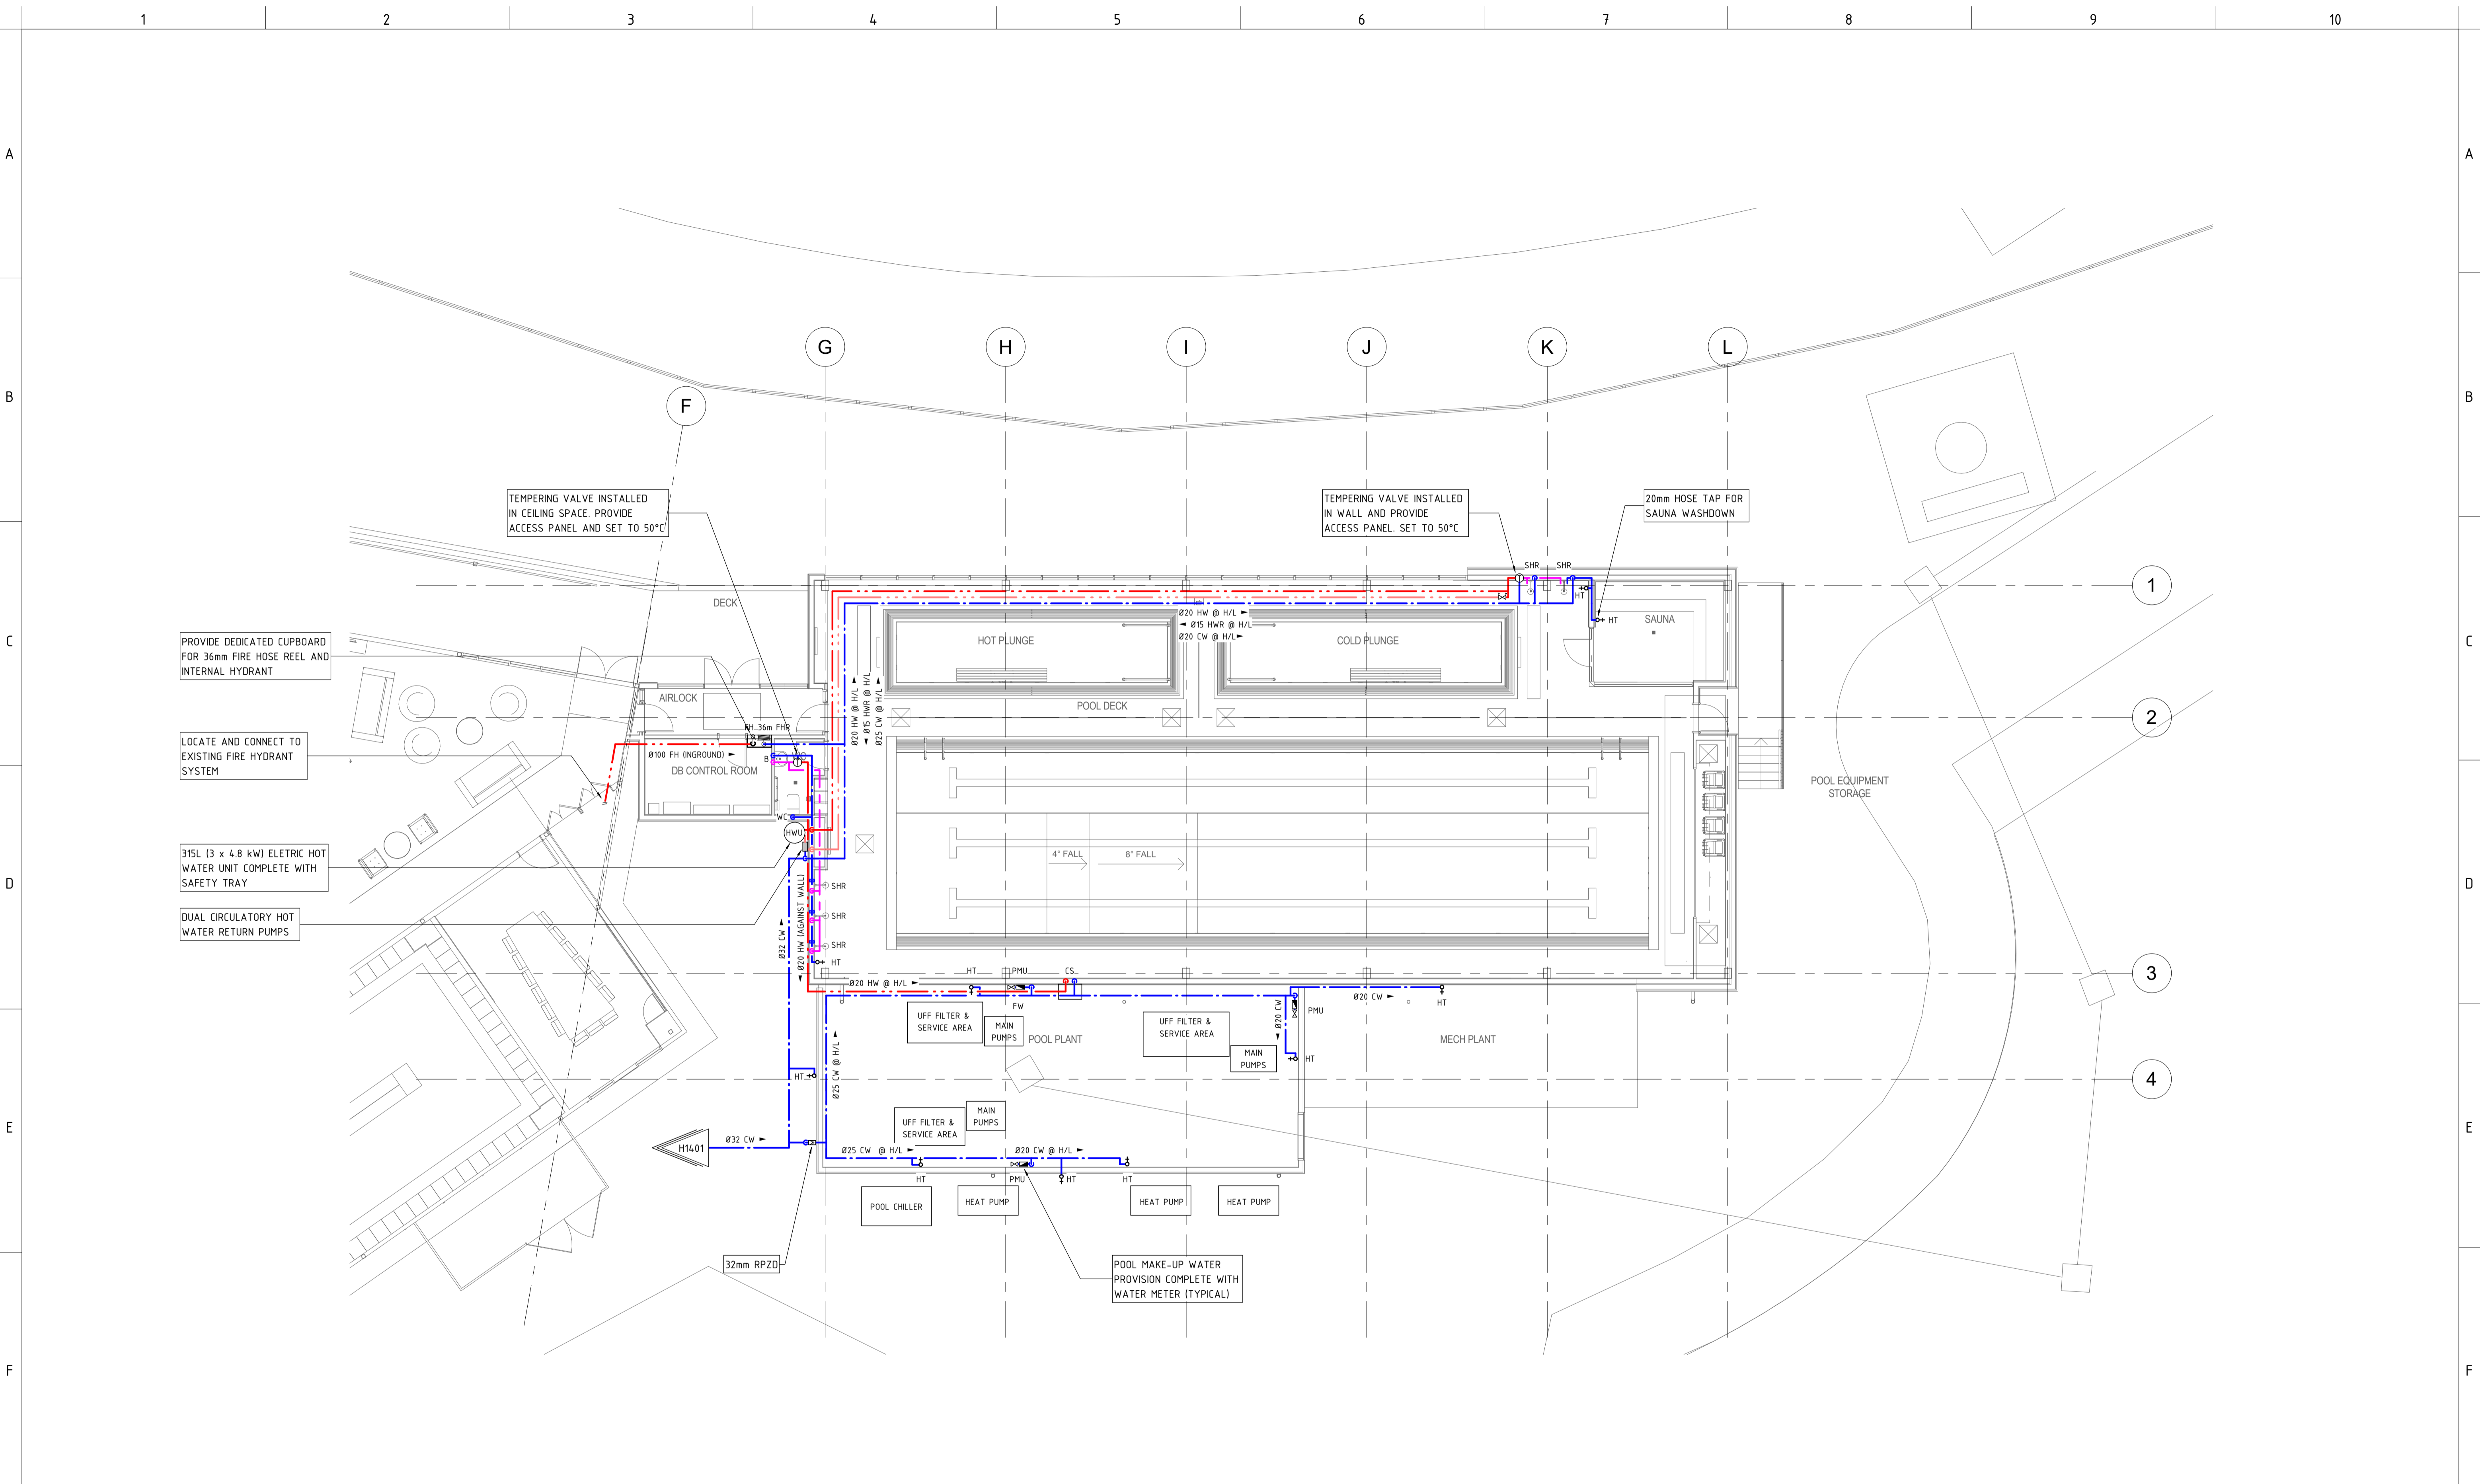 1 2 3 4 5 6 7 8 9 10
A A
B B
C C
D D
E E
F F
G H I J K L
F
TEMPERING VALVE INSTALLED
IN CEILING SPACE. PROVIDE
ACCESS PANEL AND SET TO 50°C
TEMPERING VALVE INSTALLED
IN WALL AND PROVIDE
ACCESS PANEL. SET TO 50°C
20mm HOSE TAP FOR
SAUNA WASHDOWN
SHR SHR
HT
HT
SAUNA
1
DECK
Ø20 HW @ H/L
Ø15 HWR @ H/L
Ø20 CW @ H/L
HOT PLUNGE
COLD PLUNGE
PROVIDE DEDICATED CUPBOARD
FOR 36mm FIRE HOSE REEL AND
INTERNAL HYDRANT
AIRLOCK
POOL DECK
2
FH 36m FHR
Ø20 HW @ H/L
Ø15 HWR @ H/L
Ø25 CW @ H/L
LOCATE AND CONNECT TO
EXISTING FIRE HYDRANT
SYSTEM
Ø100 FH (INGROUND)
B
DB CONTROL ROOM
POOL EQUIPMENT
STORAGE
WC
HWU
315L (3 x 4.8 kW) ELETRIC HOT
WATER UNIT COMPLETE WITH
SAFETY TRAY
4" FALL
8" FALL
DUAL CIRCULATORY HOT
WATER RETURN PUMPS
SHR
SHR
SHR
Ø32 CW
Ø20 HW (AGAINST WALL)
HT
3
HT PMU CS
Ø20 HW @ H/L
FW
Ø20 CW
HT
PMU
Ø20 CW
UFF FILTER &
SERVICE AREA
MAIN
PUMPS
POOL PLANT
UFF FILTER &
SERVICE AREA
MAIN
PUMPS
HT
MECH PLANT
Ø25 CW @ H/L
HT
4
UFF FILTER &
SERVICE AREA
MAIN
PUMPS
H1401
Ø32 CW
Ø25 CW @ H/L
Ø20 CW @ H/L
HT
PMU
HT
HT
POOL CHILLER
HEAT PUMP
HEAT PUMP
HEAT PUMP
32mm RPZD
POOL MAKE-UP WATER
PROVISION COMPLETE WITH
WATER METER (TYPICAL)